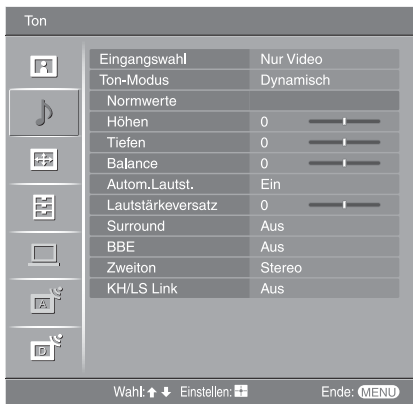 Ton
Eingangswahl Nur Video
Ton-Modus Dynamisch
Normwerte
Höhen 0
Tiefen 0
Balance 0
Autom.Lautst. Ein
Lautstärkeversatz 0
Surround Aus
BBE Aus
Zweiton Stereo
KH/LS Link Aus
A
D
Wahl: Einstellen: Ende: MENU